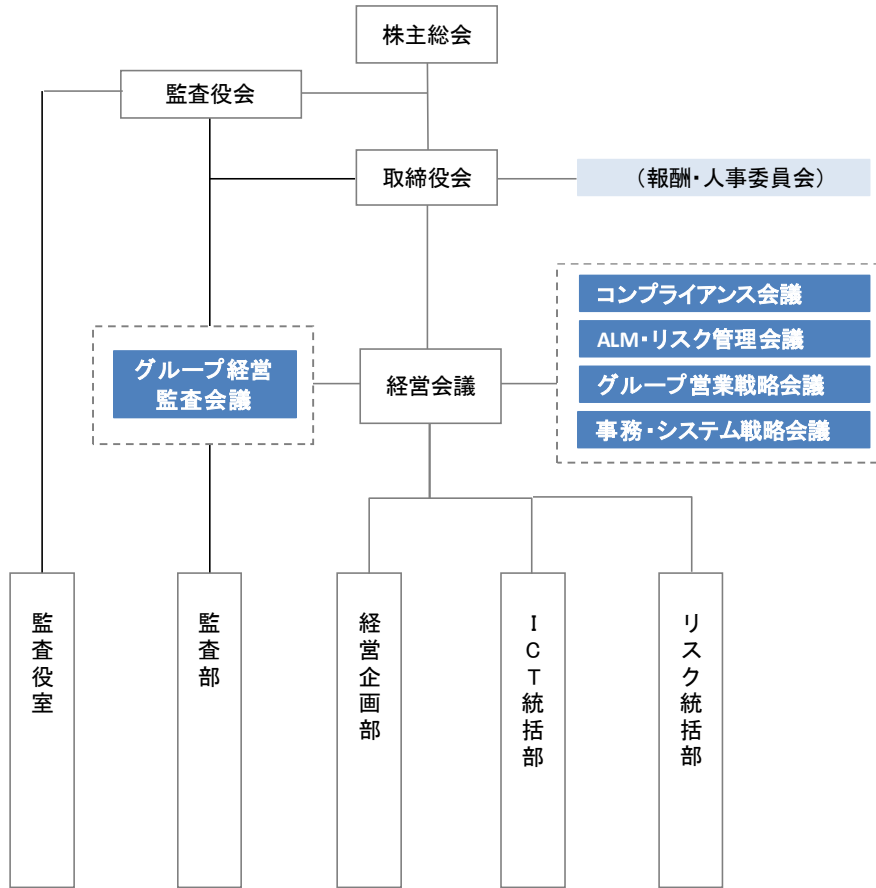 株主総会
監査役会
取締役会
（報酬・人事委員会）
コンプライアンス会議
ALM・リスク管理会議
グループ営業戦略会議
事務・システム戦略会議
グループ経営
監査会議
経営会議
監査役室
監査部
経営企画部
ICT統括部
リスク統括部